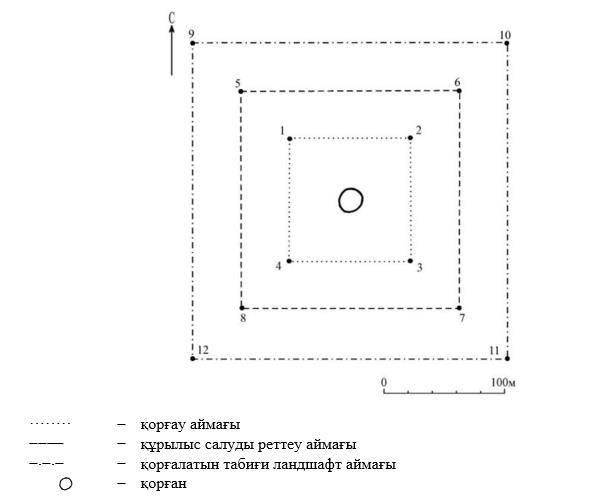 С
9 10
5 6
1 2
4 3
8 7
12 11
0 100м
– қорғау аймағы
– құрылыс салуды реттеу аймағы
– қорғалатын табиғи ландшафт аймағы
– қорған